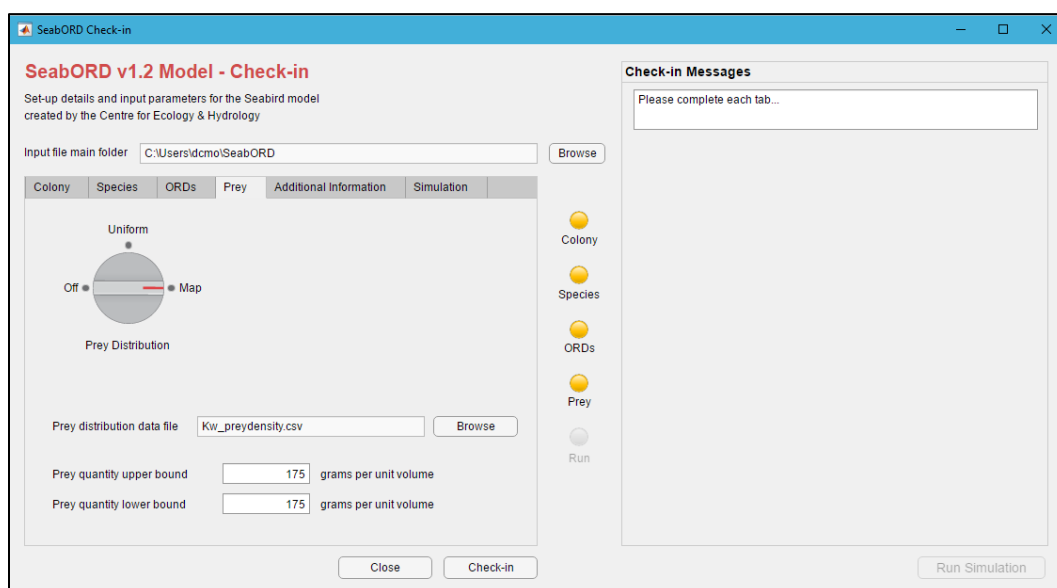 SeabORD Check-in
SeabORD v1.2 Model - Check-in
Set-up details and input parameters for the Seabird model
created by the Centre for Ecology & Hydrology
Input file main folder C:\Users\dcmo\SeabORD Browse
Colony Species ORDs Prey Additional Information Simulation
Uniform
Off Map
Prey Distribution
Prey distribution data file Kw_preydensity.csv Browse
Prey quantity upper bound 175 grams per unit volume
Prey quantity lower bound 175 grams per unit volume
Close Check-in
Colony
Species
ORDs
Prey
Run
Check-in Messages
Please complete each tab...
Run Simulation